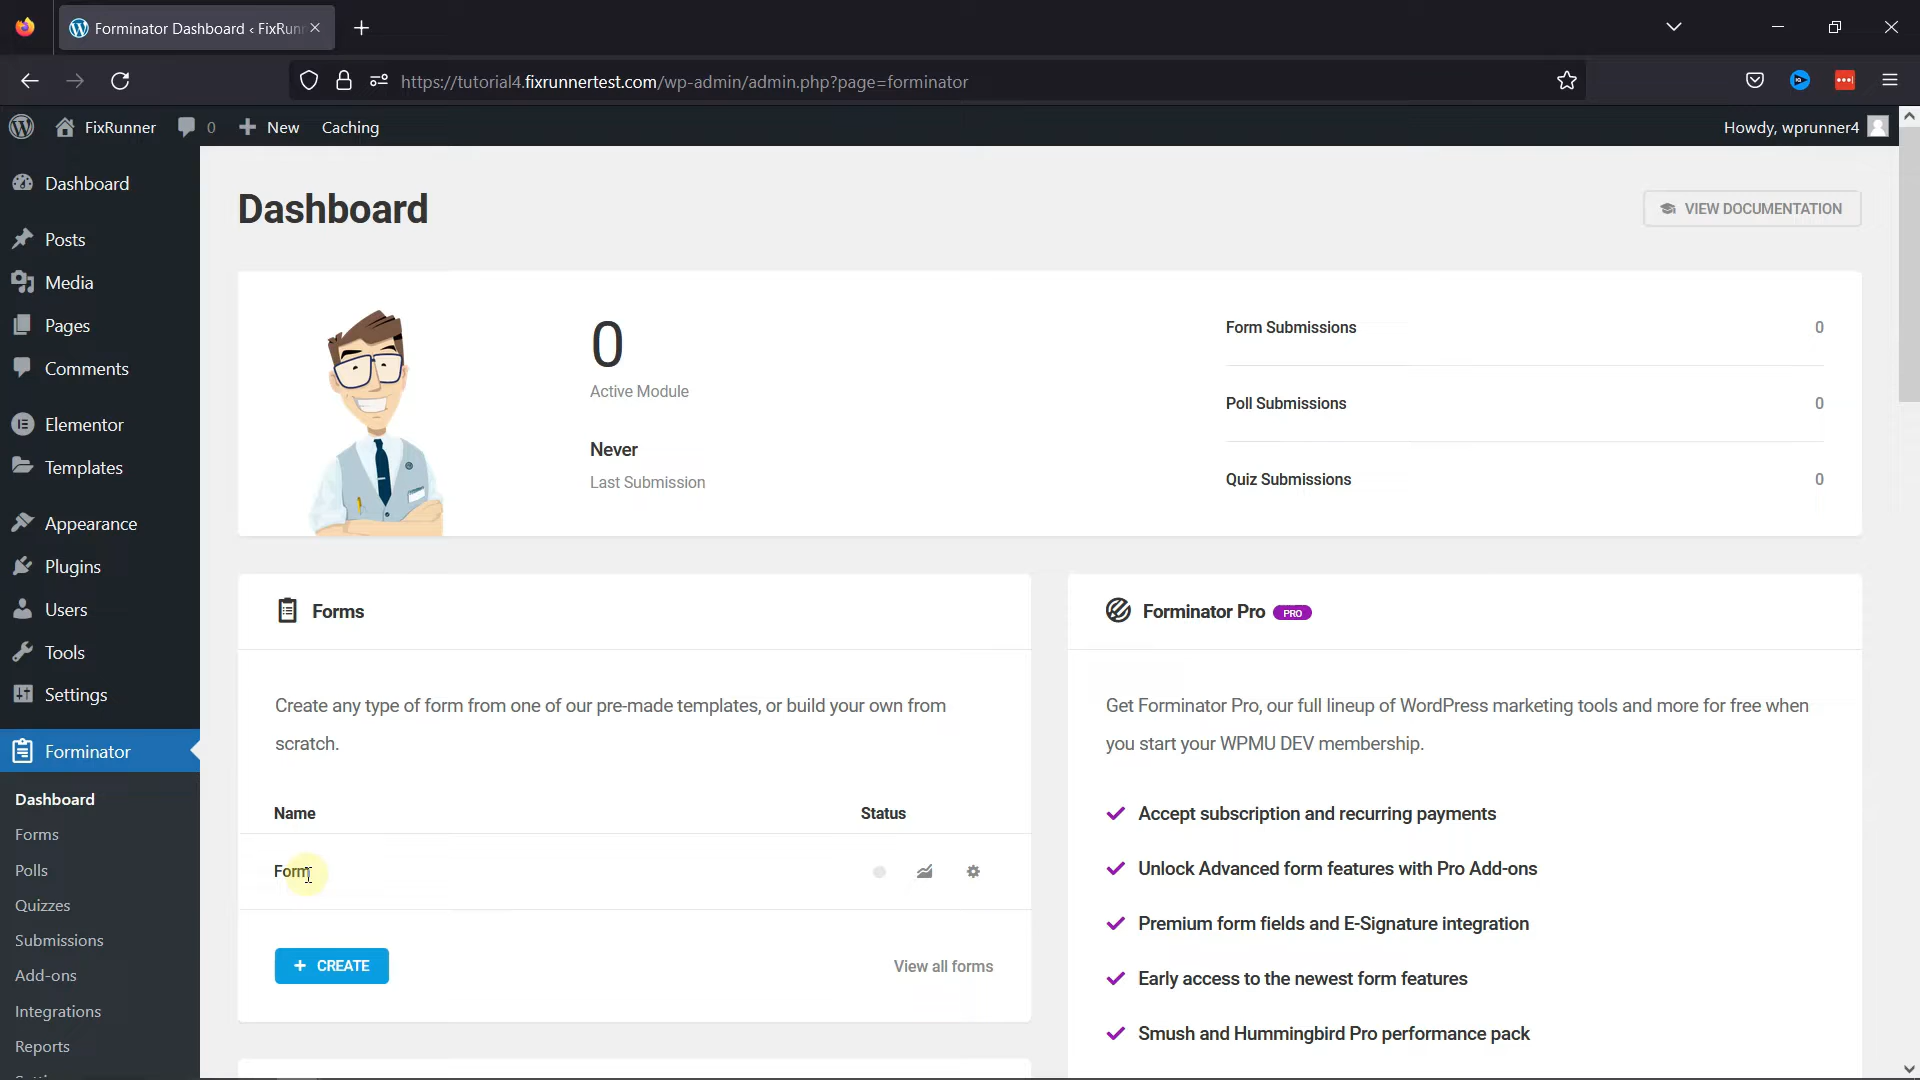 Forminator Dashboard ‹ FixRun
https://tutorial4.fixrunnertest.com/wp-admin/admin.php?page=forminator
FixRunner
0
New
Caching
Howdy, wprunner4
Dashboard
Posts
Media
Pages
Comments
Elementor
Templates
Appearance
Plugins
Users
Tools
Settings
Forminator
Dashboard
Forms
Polls
Quizzes
Submissions
Add-ons
Integrations
Reports
Dashboard
VIEW DOCUMENTATION
0
Active Module
Never
Last Submission
Form Submissions 0
Poll Submissions 0
Quiz Submissions 0
Forms
Create any type of form from one of our pre-made templates, or build your own from
scratch.
Name Status
Form
+ CREATE
View all forms
Forminator Pro PRO
Get Forminator Pro, our full lineup of WordPress marketing tools and more for free when
you start your WPMU DEV membership.
Accept subscription and recurring payments
Unlock Advanced form features with Pro Add-ons
Premium form fields and E-Signature integration
Early access to the newest form features
Smush and Hummingbird Pro performance pack